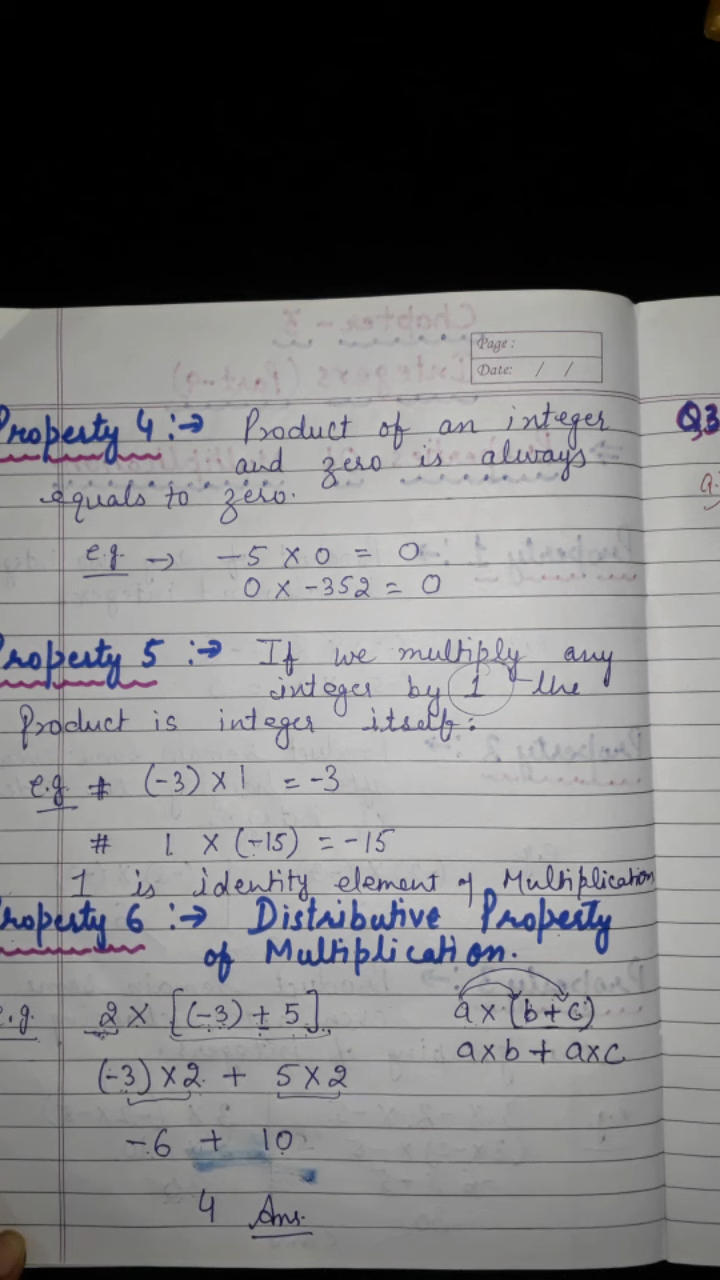 Page:
Date: / /
Property 4 :→ Product of an integer
and zero is always
equals to zero.
e.g. → -5 × 0 = 0
0 × -352 = 0
Property 5 :→ If we multiply any
integer by 1 the
Product is integer itself:
e.g # (-3) × 1 = -3
# 1 × (-15) = -15
1 is identity element of Multiplication
Property 6 :→ Distributive Property
of Multiplication.
e.g. 2 × [(-3) + 5]
a × (b + c)
(-3) × 2 + 5 × 2
a×b + a×c
-6 + 10
4 Ans.
Q3
a.